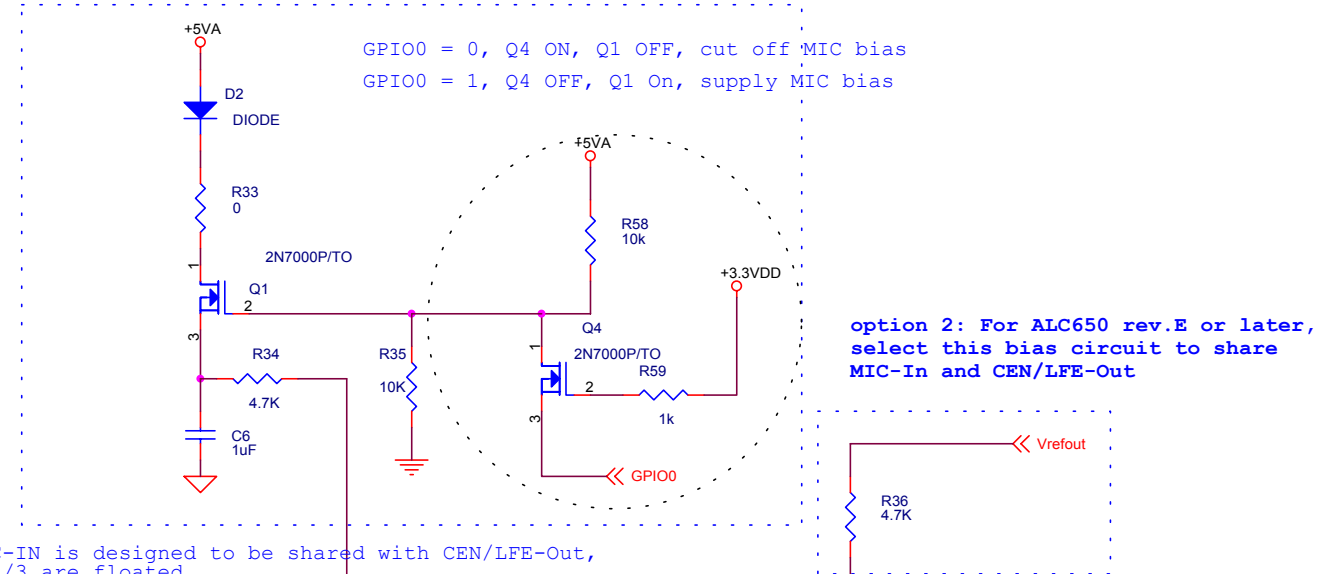 +5VA
GPIO0 = 0, Q4 ON, Q1 OFF, cut off MIC bias
GPIO0 = 1, Q4 OFF, Q1 On, supply MIC bias
D2
DIODE
+5VA
R33
0
R58
10k
2N7000P/TO
+3.3VDD
1
Q1
2
3
Q4
1
2N7000P/TO
R59
2
1k
3
option 2: For ALC650 rev.E or later,
select this bias circuit to share
MIC-In and CEN/LFE-Out
R34
4.7K
R35
10K
C6
1uF
GPIO0
Vrefout
R36
4.7K
C-IN is designed to be shared with CEN/LFE-Out,
/3 are floated